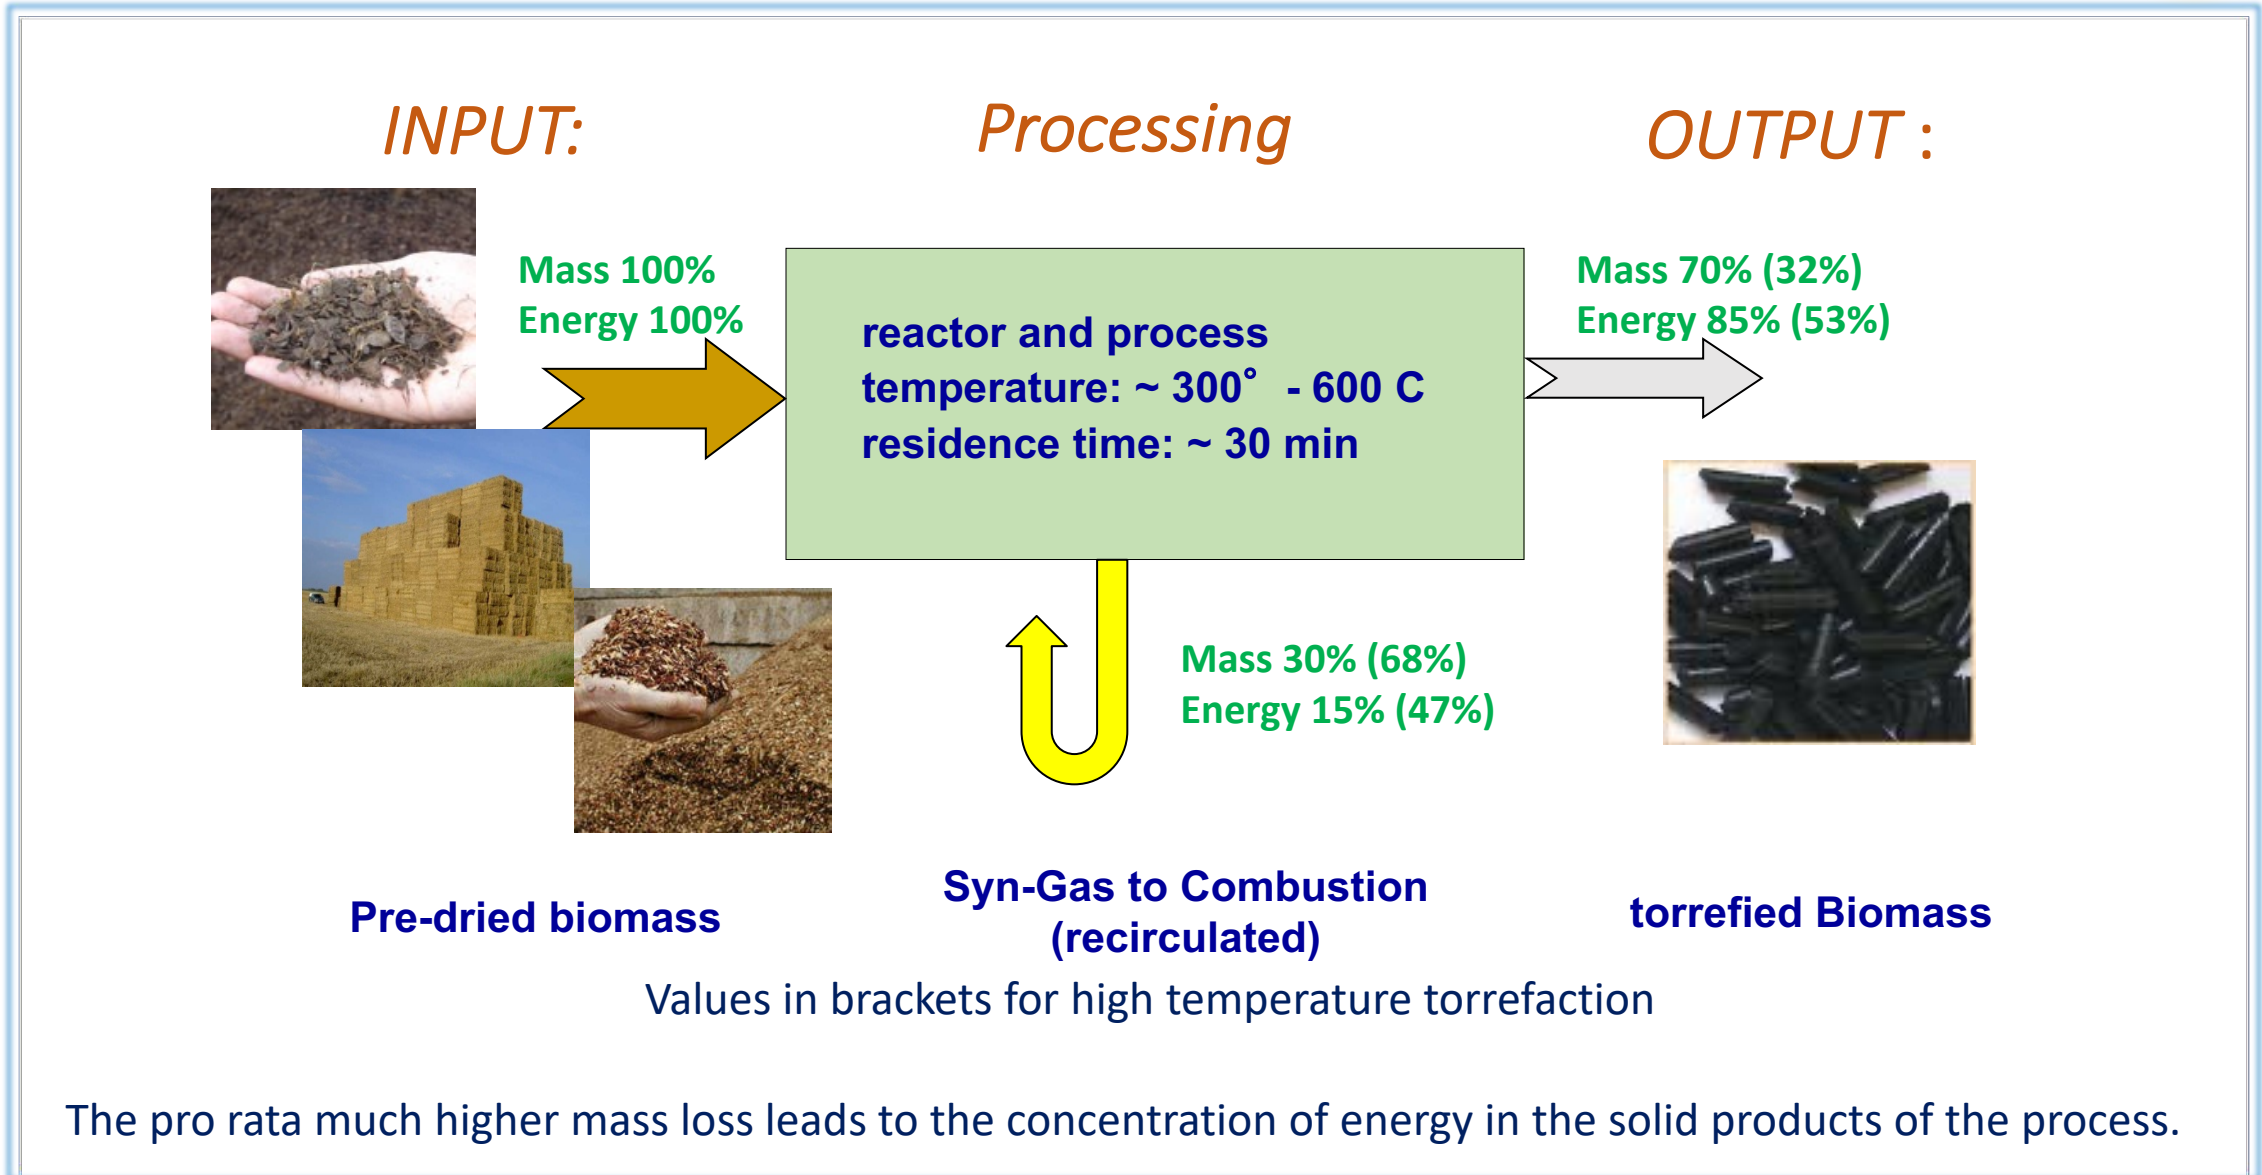 INPUT:
Processing
OUTPUT :
Mass 100%
Energy 100%
reactor and process
temperature: ~ 300° - 600 C
residence time: ~ 30 min
Mass 70% (32%)
Energy 85% (53%)
Mass 30% (68%)
Energy 15% (47%)
Pre-dried biomass
Syn-Gas to Combustion
(recirculated)
torrefied Biomass
Values in brackets for high temperature torrefaction
The pro rata much higher mass loss leads to the concentration of energy in the solid products of the process.